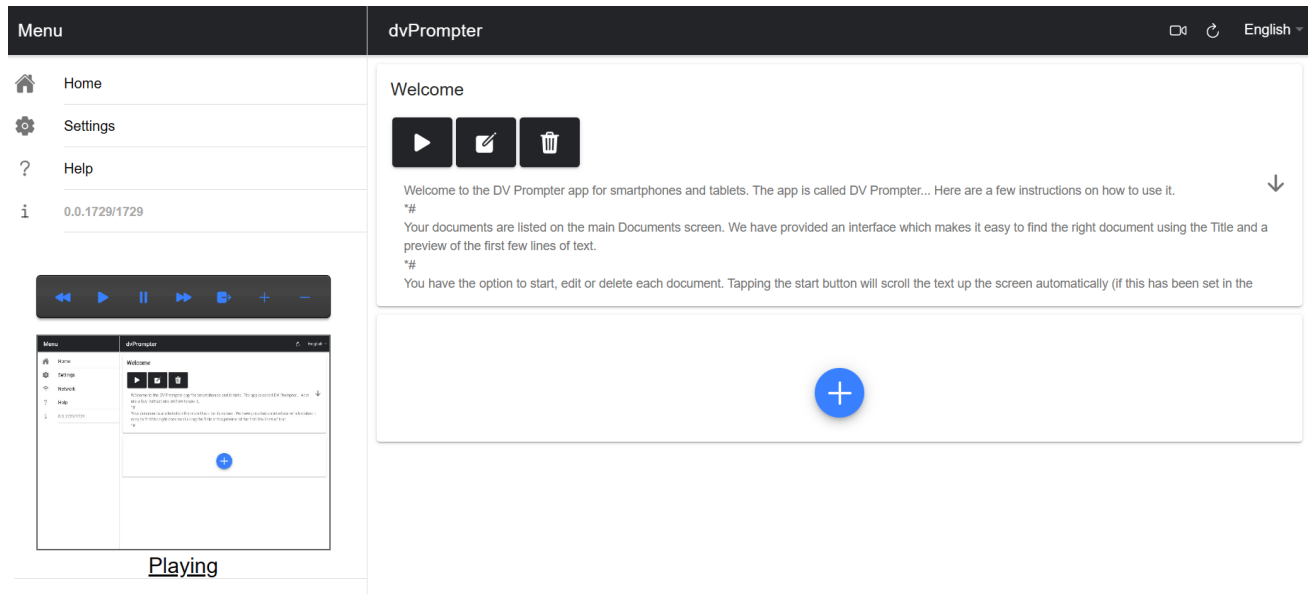 Menu
dvPrompter
English
Home
Settings
Help
0.0.1729/1729
Welcome
Welcome to the DV Prompter app for smartphones and tablets. The app is called DV Prompter... Here are a few instructions on how to use it.
*#
Your documents are listed on the main Documents screen. We have provided an interface which makes it easy to find the right document using the Title and a
preview of the first few lines of text.
*#
You have the option to start, edit or delete each document. Tapping the start button will scroll the text up the screen automatically (if this has been set in the
Menu
dvPrompter
English
Home
Settings
Network
Help
0.0.1729/1729
Welcome
*#
*#
Playing